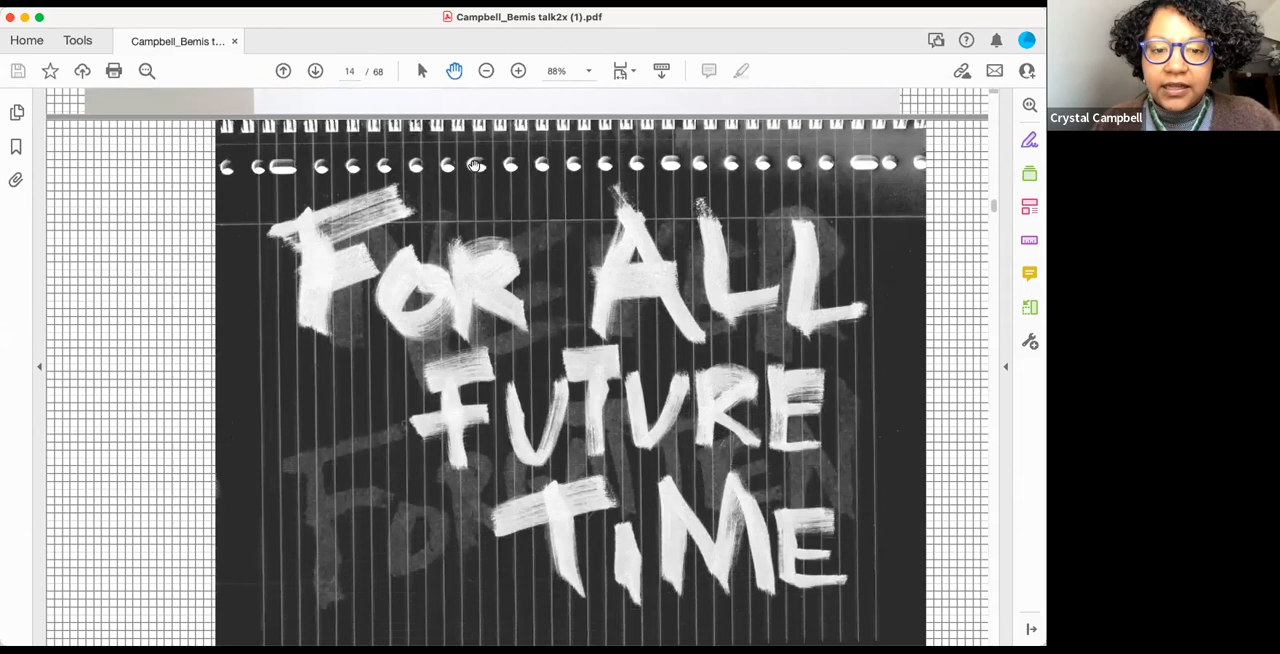 Campbell_Bemis talk2x (1).pdf
Home Tools Campbell_Bemis t... ×
14 / 68 88%
Crystal Campbell
FOR ALL
FUTURE
TiME